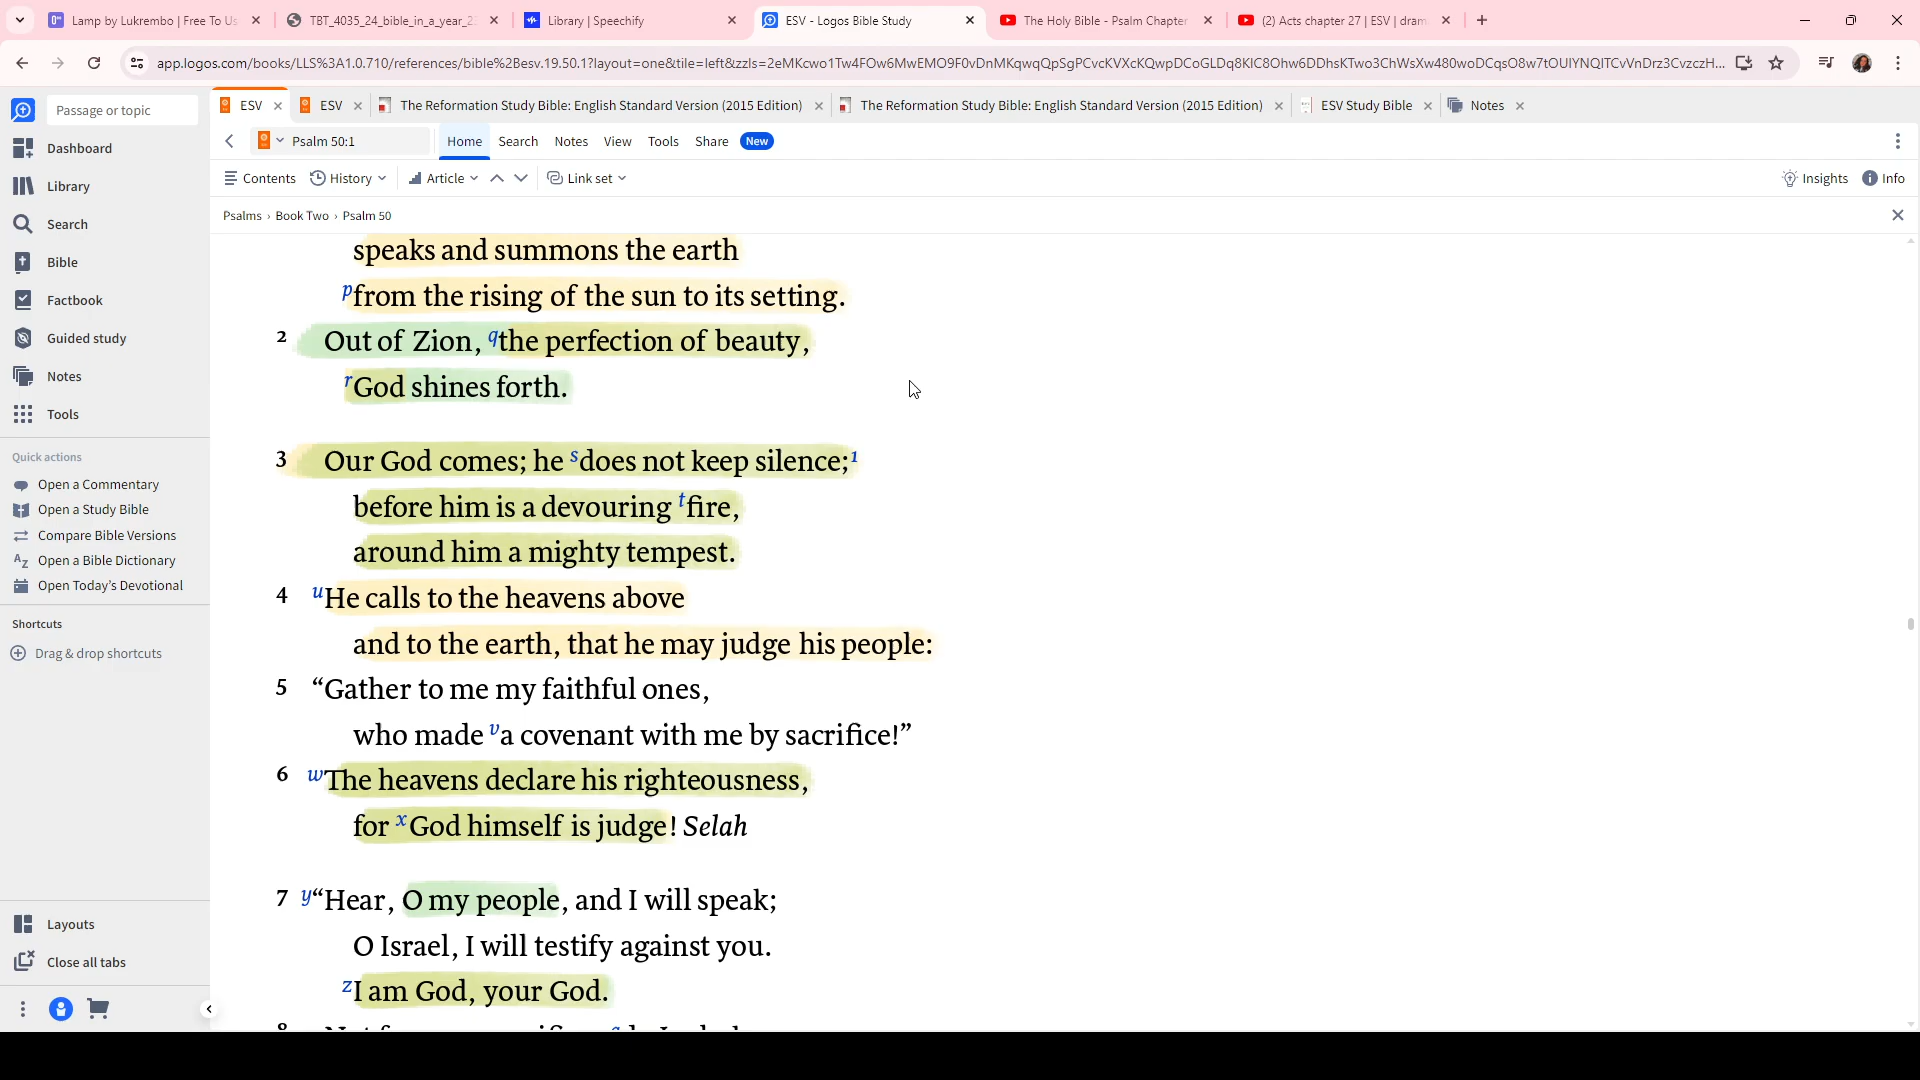 Lamp by Lukrembo | Free To Us
TBT_4035_24_bible_in_a_year_2
Library | Speechify
ESV - Logos Bible Study
The Holy Bible - Psalm Chapter
(2) Acts chapter 27 | ESV | dram
app.logos.com/books/LLS%3A1.0.710/references/bible%2Besv.19.50.1?layout=one&tile=left&zzls=
Passage or topic
ESV
ESV
The Reformation Study Bible: English Standard Version (2015 Edition)
The Reformation Study Bible: English Standard Version (2015 Edition)
ESV Study Bible
Notes
Psalm 50:1
Home Search Notes View Tools Share New
Contents History Article Link set Insights Info
Psalms › Book Two › Psalm 50
Dashboard
Library
Search
Bible
Factbook
Guided study
Notes
Tools
Quick actions
Open a Commentary
Open a Study Bible
Compare Bible Versions
Open a Bible Dictionary
Open Today’s Devotional
Shortcuts
Drag & drop shortcuts
Layouts
Close all tabs
speaks and summons the earth
p from the rising of the sun to its setting.
2 Out of Zion, q the perfection of beauty,
r God shines forth.
3 Our God comes; he s does not keep silence; 1
before him is a devouring t fire,
around him a mighty tempest.
4 u He calls to the heavens above
and to the earth, that he may judge his people:
5 “Gather to me my faithful ones,
who made v a covenant with me by sacrifice!”
6 w The heavens declare his righteousness,
for x God himself is judge! Selah
7 y “Hear, O my people, and I will speak;
O Israel, I will testify against you.
z I am God, your God.